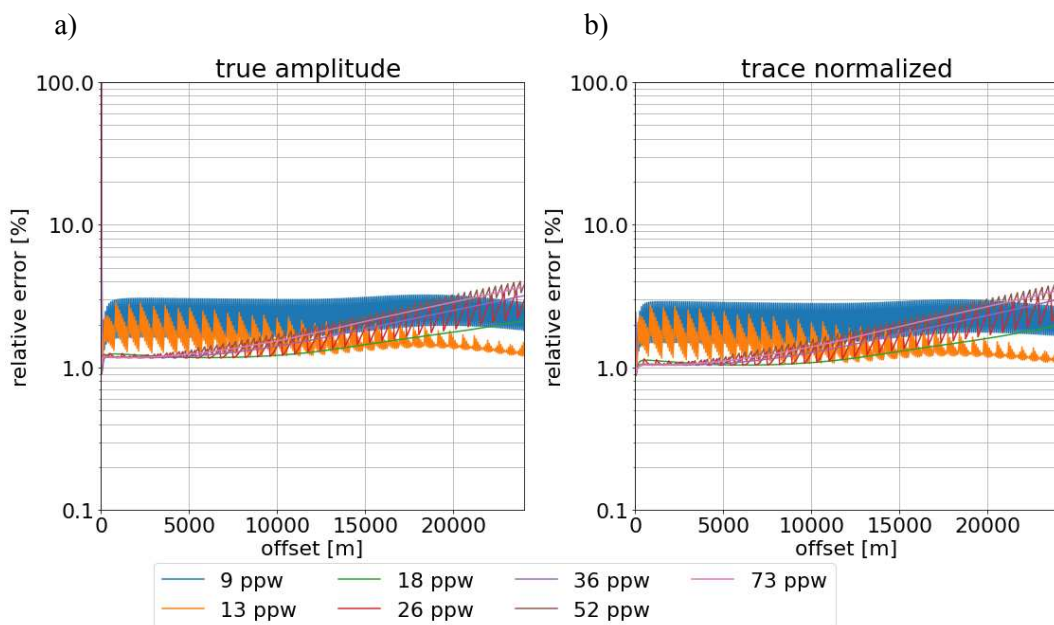 a) b)
true amplitude trace normalized
100.0 100.0
10.0 10.0
1.0 1.0
0.1 0.1
relative error [%] relative error [%]
0 5000 10000 15000 20000 0 5000 10000 15000 20000
offset [m] offset [m]
9 ppw 18 ppw 36 ppw 73 ppw
13 ppw 26 ppw 52 ppw